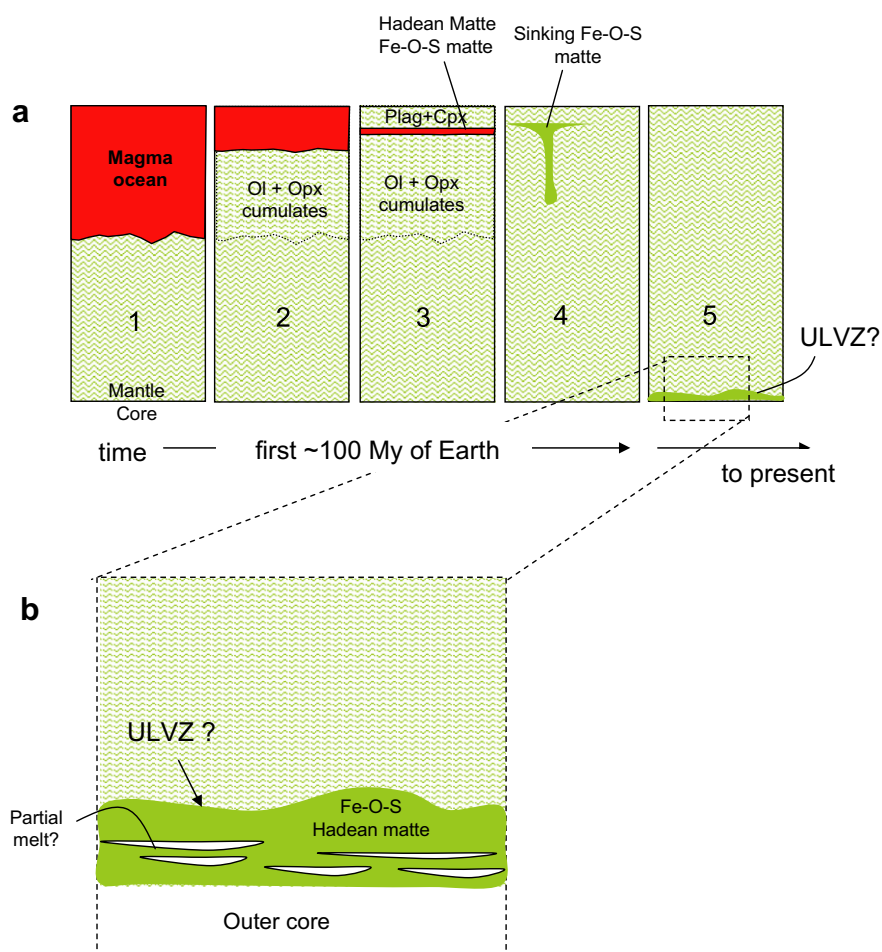 Hadean Matte
Fe-O-S matte
Sinking Fe-O-S
matte
a
Magma
ocean
Ol + Opx
cumulates
Plag+Cpx
Ol + Opx
cumulates
1
2
3
4
5
ULVZ?
Mantle
Core
time
first ~100 My of Earth
to present
b
ULVZ ?
Partial
melt?
Fe-O-S
Hadean matte
Outer core